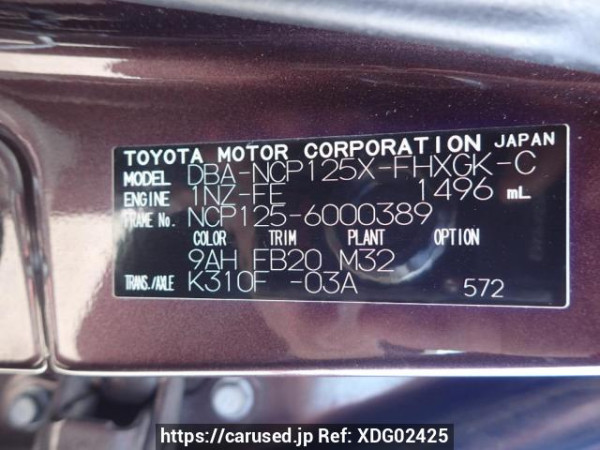 TOYOTA MOTOR CORPORATION JAPAN
MODEL DBA-NCP125X-FHXGK-C
ENGINE 1NZ-FE 1496 mL
FRAME No. NCP125-6000389
COLOR TRIM PLANT OPTION
9AH FB20 M32
TRANS./AXLE K310F -03A 572
https://carused.jp Ref: XDG02425